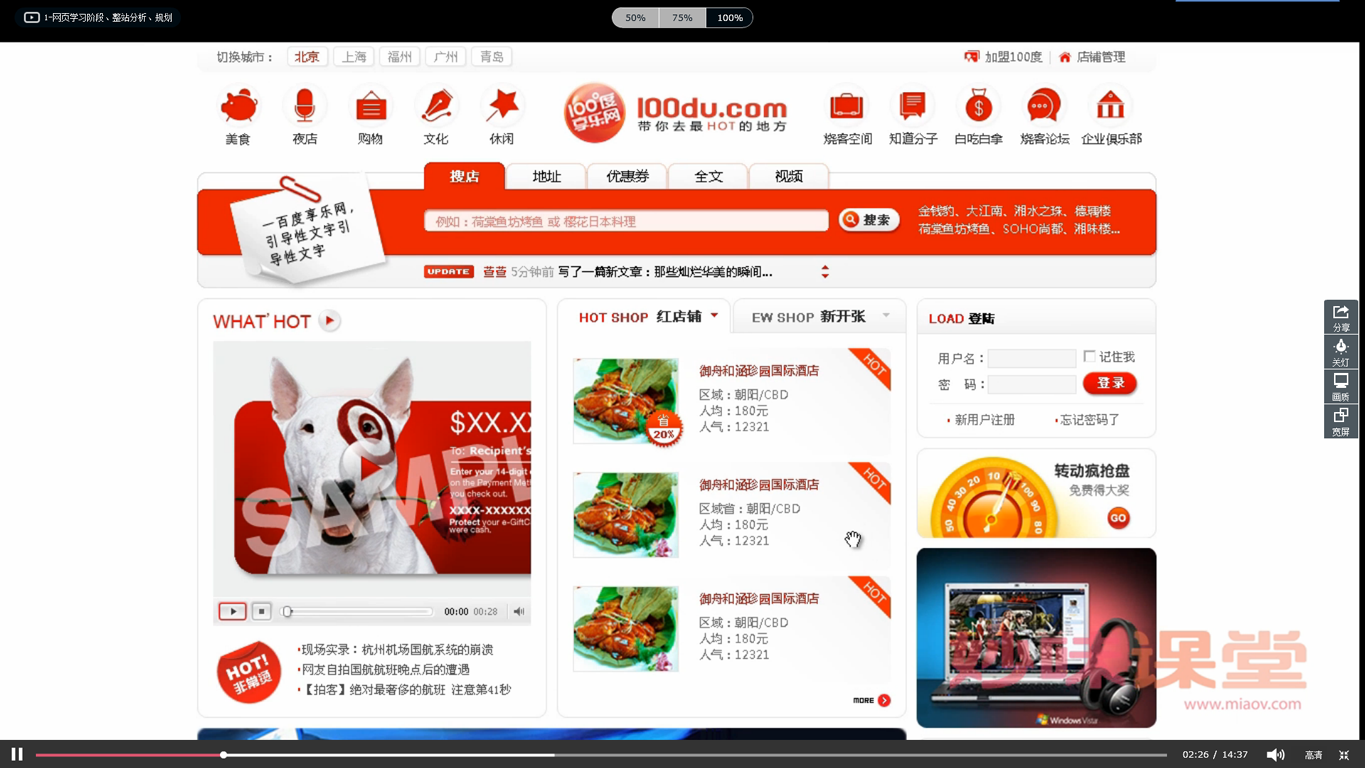 1-网页学习阶段、整站分析、规划
50% 75% 100%
切换城市： 北京 上海 福州 广州 青岛
加盟100度 店铺管理
100°度
享乐网
100du.com
带你去最HOT的地方
美食 夜店 购物 文化 休闲
烧客空间 知道分子 白吃白拿 烧客论坛 企业俱乐部
搜店 地址 优惠券 全文 视频
一百度享乐网，
引导性文字引
导性文字
例如：荷棠鱼坊烤鱼 或 樱花日本料理
搜索
金钱豹、大江南、湘水之珠、德琍楼
荷棠鱼坊烤鱼、SOHO尚都、湘味楼...
UPDATE 萱萱 5分钟前 写了一篇新文章：那些灿烂华美的瞬间...
WHAT' HOT
$XX.XX
To: Recipient's
Enter your 14-digit
on the Payment Met
you check out.
XXXX-XXXXXX
Protect your e-GiftC
were cash.
SAMPL
00:00 00:28
HOT!
非常烫
现场实录：杭州机场国航系统的崩溃
网友自拍国航航班晚点后的遭遇
【拍客】绝对最奢侈的航班 注意第41秒
HOT SHOP 红店铺
EW SHOP 新开张
御舟和涵珍园国际酒店
区域：朝阳/CBD
人均：180元
人气：12321
HOT
省
20%
御舟和涵珍园国际酒店
区域省：朝阳/CBD
人均：180元
人气：12321
HOT
御舟和涵珍园国际酒店
区域：朝阳/CBD
人均：180元
人气：12321
HOT
MORE
LOAD 登陆
用户名： 记住我
密 码： 登录
新用户注册 忘记密码了
50 40 30 20 10 100 90 80
转动疯抢盘
免费得大奖
GO
Windows Vista
妙味课堂
www.miaov.com
分享
关灯
画质
宽屏
02:26 / 14:37 高清